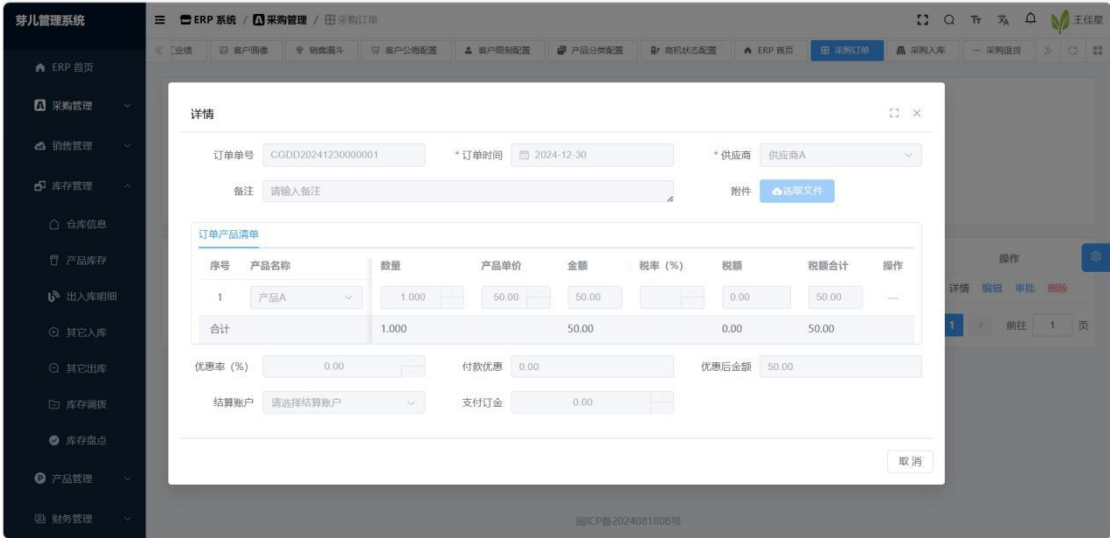 芽儿管理系统
ERP 系统 / 采购管理 / 采购订单
王佳星
工业绩 客户画像 销售漏斗 客户公海配置 客户限制配置 产品分类配置 商机状态配置 ERP 首页 采购订单 采购入库 采购退货
ERP 首页
采购管理
销售管理
库存管理
仓库信息
产品库存
出入库明细
其它入库
其它出库
库存调拨
库存盘点
产品管理
财务管理
详情
订单单号 CGDD20241230000001 * 订单时间 2024-12-30 * 供应商 供应商A
备注 请输入备注 附件 选取文件
订单产品清单
序号 产品名称 数量 产品单价 金额 税率 (%) 税额 税额合计 操作
1 产品A 1.000 50.00 50.00 0.00 50.00 —
合计 1.000 50.00 0.00 50.00
优惠率 (%) 0.00 付款优惠 0.00 优惠后金额 50.00
结算账户 请选择结算账户 支付订金 0.00
取消
操作
详情 编辑 审批 删除
1 前往 1 页
闽ICP备2024081808号